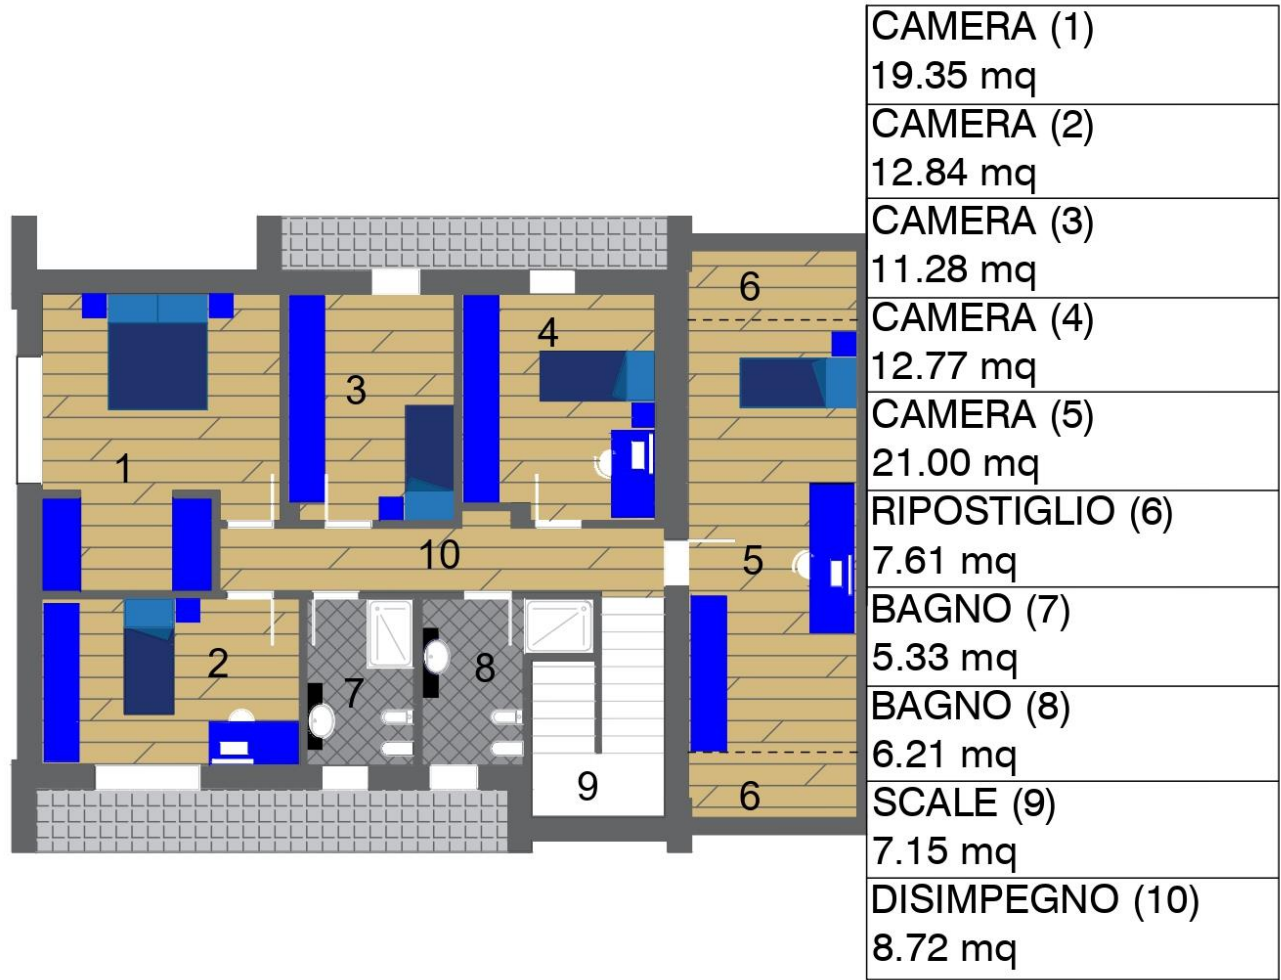 CAMERA (1)
19.35 mq
CAMERA (2)
12.84 mq
CAMERA (3)
11.28 mq
CAMERA (4)
12.77 mq
CAMERA (5)
21.00 mq
RIPOSTIGLIO (6)
7.61 mq
BAGNO (7)
5.33 mq
BAGNO (8)
6.21 mq
SCALE (9)
7.15 mq
DISIMPEGNO (10)
8.72 mq
6
4
3
1
10
5
2
7
8
9
6